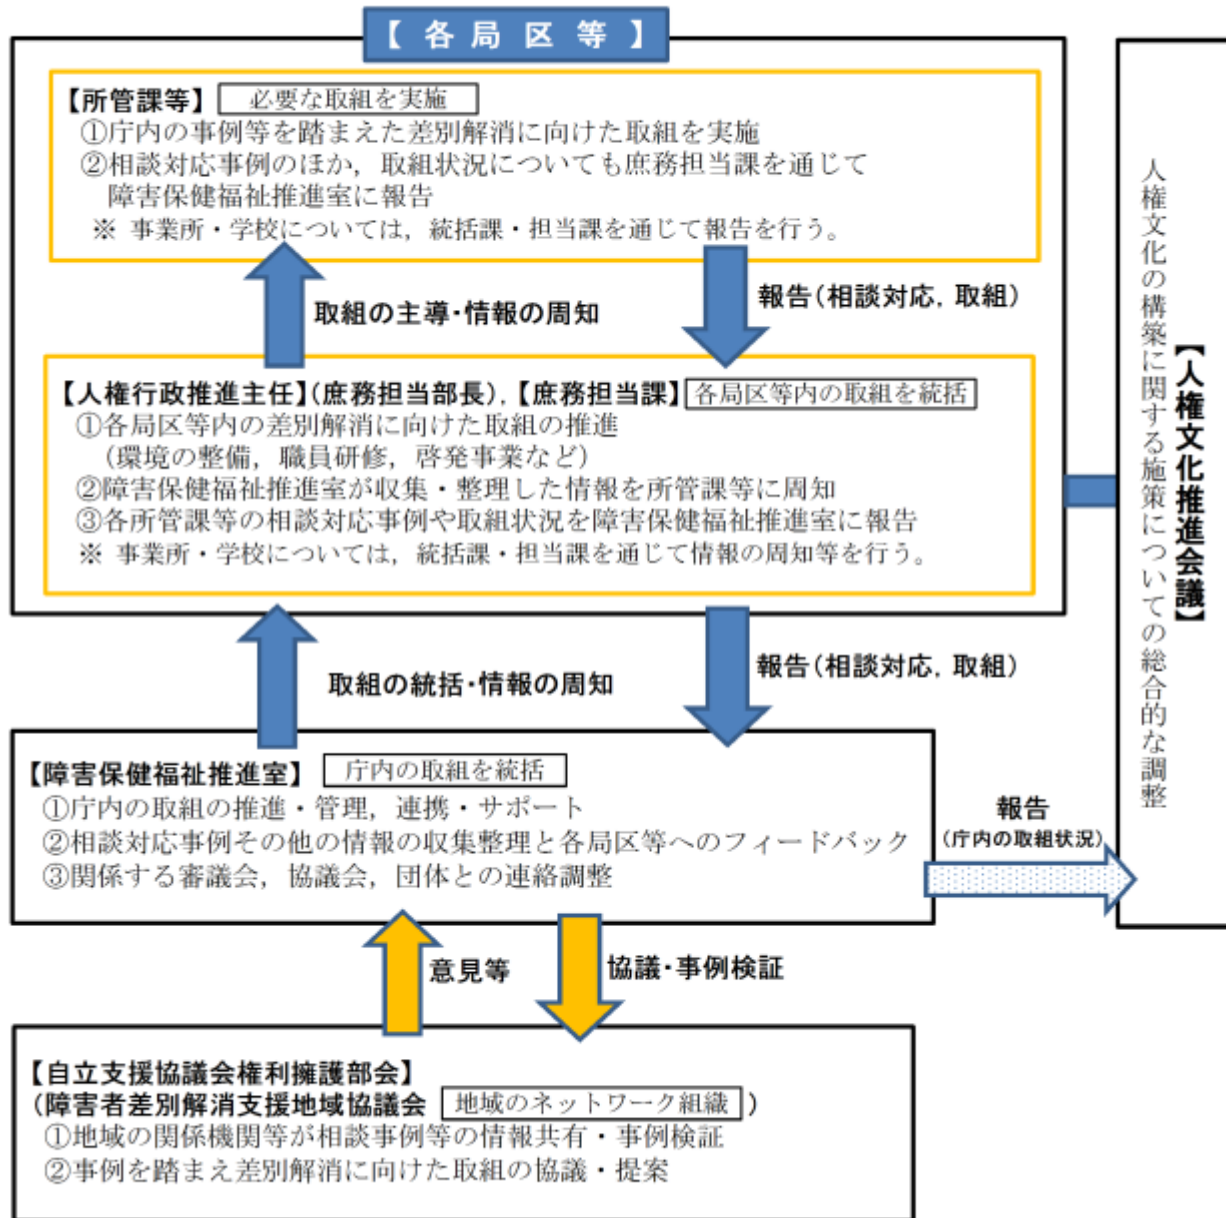 【 各 局 区 等 】
【所管課等】 必要な取組を実施
①庁内の事例等を踏まえた差別解消に向けた取組を実施
②相談対応事例のほか，取組状況についても庶務担当課を通じて
障害保健福祉推進室に報告
※ 事業所・学校については，統括課・担当課を通じて報告を行う。
取組の主導・情報の周知
報告（相談対応，取組）
【人権行政推進主任】（庶務担当部長），【庶務担当課】 各局区等内の取組を統括
①各局区等内の差別解消に向けた取組の推進
（環境の整備，職員研修，啓発事業など）
②障害保健福祉推進室が収集・整理した情報を所管課等に周知
③各所管課等の相談対応事例や取組状況を障害保健福祉推進室に報告
※ 事業所・学校については，統括課・担当課を通じて情報の周知等を行う。
取組の統括・情報の周知
報告（相談対応，取組）
【人権文化推進会議】
人権文化の構築に関する施策についての総合的な調整
【障害保健福祉推進室】 庁内の取組を統括
①庁内の取組の推進・管理，連携・サポート
②相談対応事例その他の情報の収集整理と各局区等へのフィードバック
③関係する審議会，協議会，団体との連絡調整
報告
（庁内の取組状況）
意見等
協議・事例検証
【自立支援協議会権利擁護部会】
（障害者差別解消支援地域協議会 地域のネットワーク組織 ）
①地域の関係機関等が相談事例等の情報共有・事例検証
②事例を踏まえ差別解消に向けた取組の協議・提案